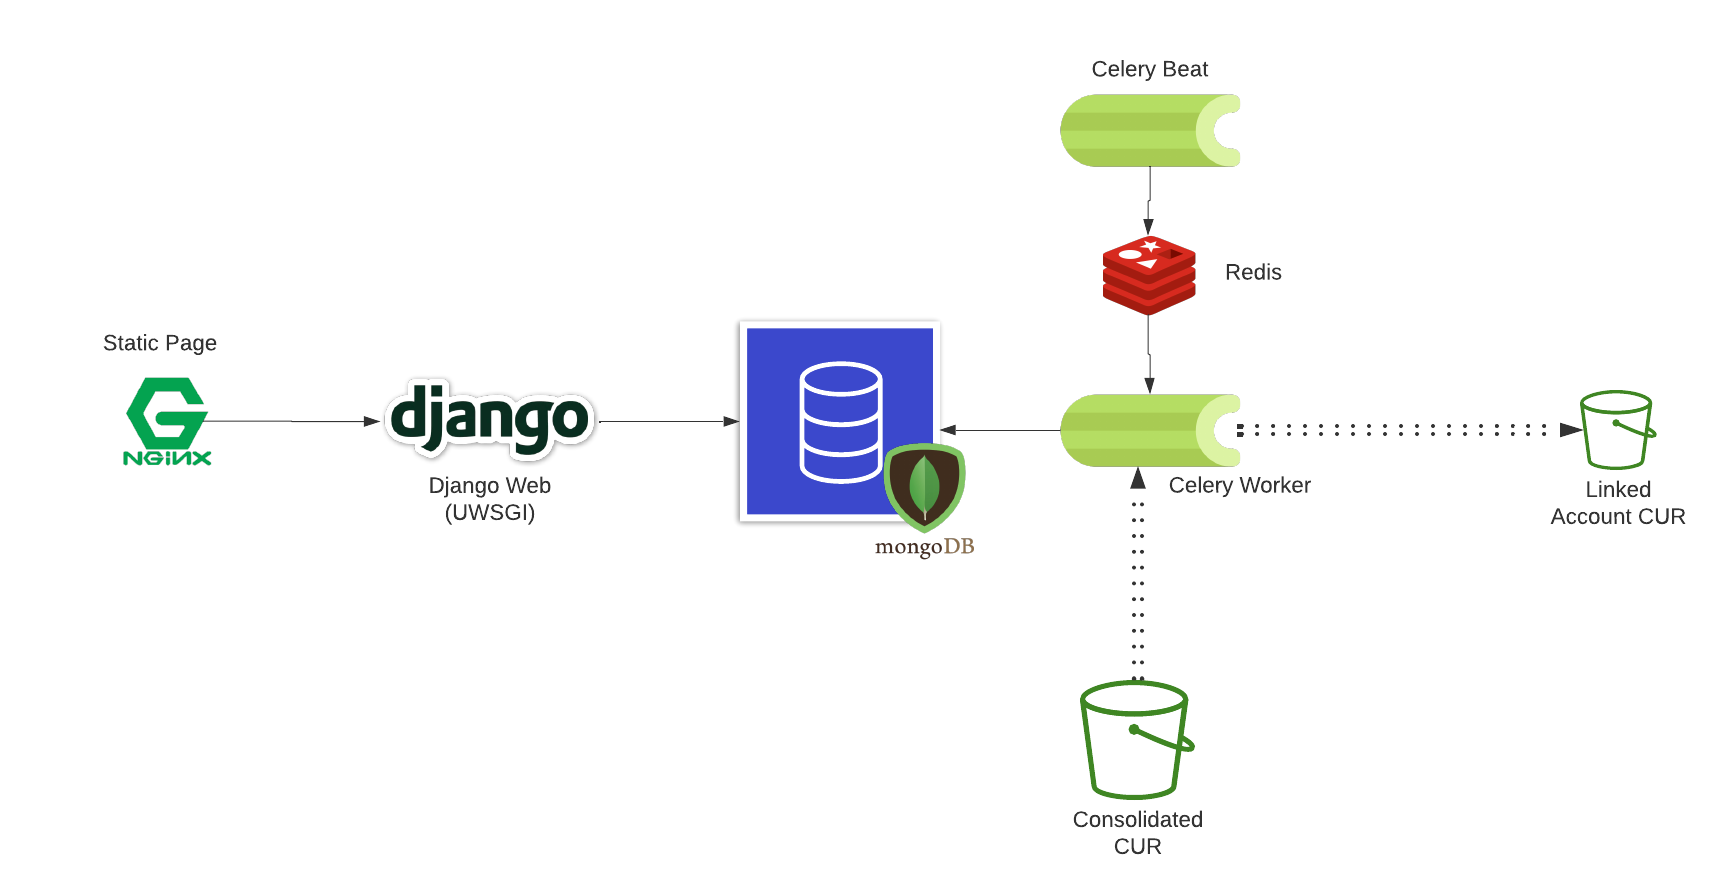 Celery Beat
Redis
Static Page
NGiNX
django
Django Web
(UWSGI)
mongoDB
Celery Worker
Linked
Account CUR
Consolidated
CUR